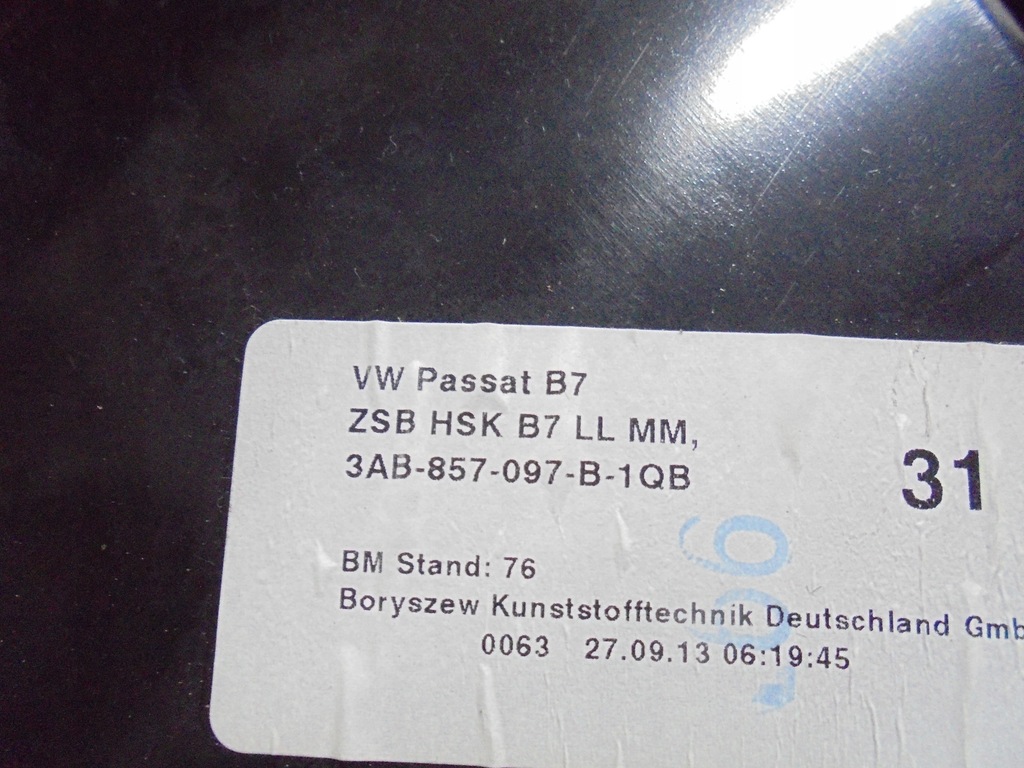 VW Passat B7
ZSB HSK B7 LL MM,
3AB-857-097-B-1QB
31
BM Stand: 76
Boryszew Kunststofftechnik Deutschland Gmb
0063 27.09.13 06:19:45